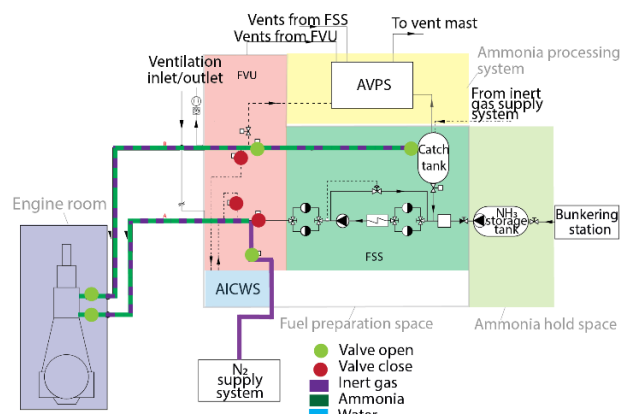 Vents from FSS
To vent mast
Vents from FVU
Ventilation
inlet/outlet
FVU
AVPS
Ammonia processing
system
From inert
gas supply
system
Catch
tank
Engine room
NH3
storage
tank
Bunkering
station
FSS
AICWS
Fuel preparation space
Ammonia hold space
N2
supply system
Valve open
Valve close
Inert gas
Ammonia
Water